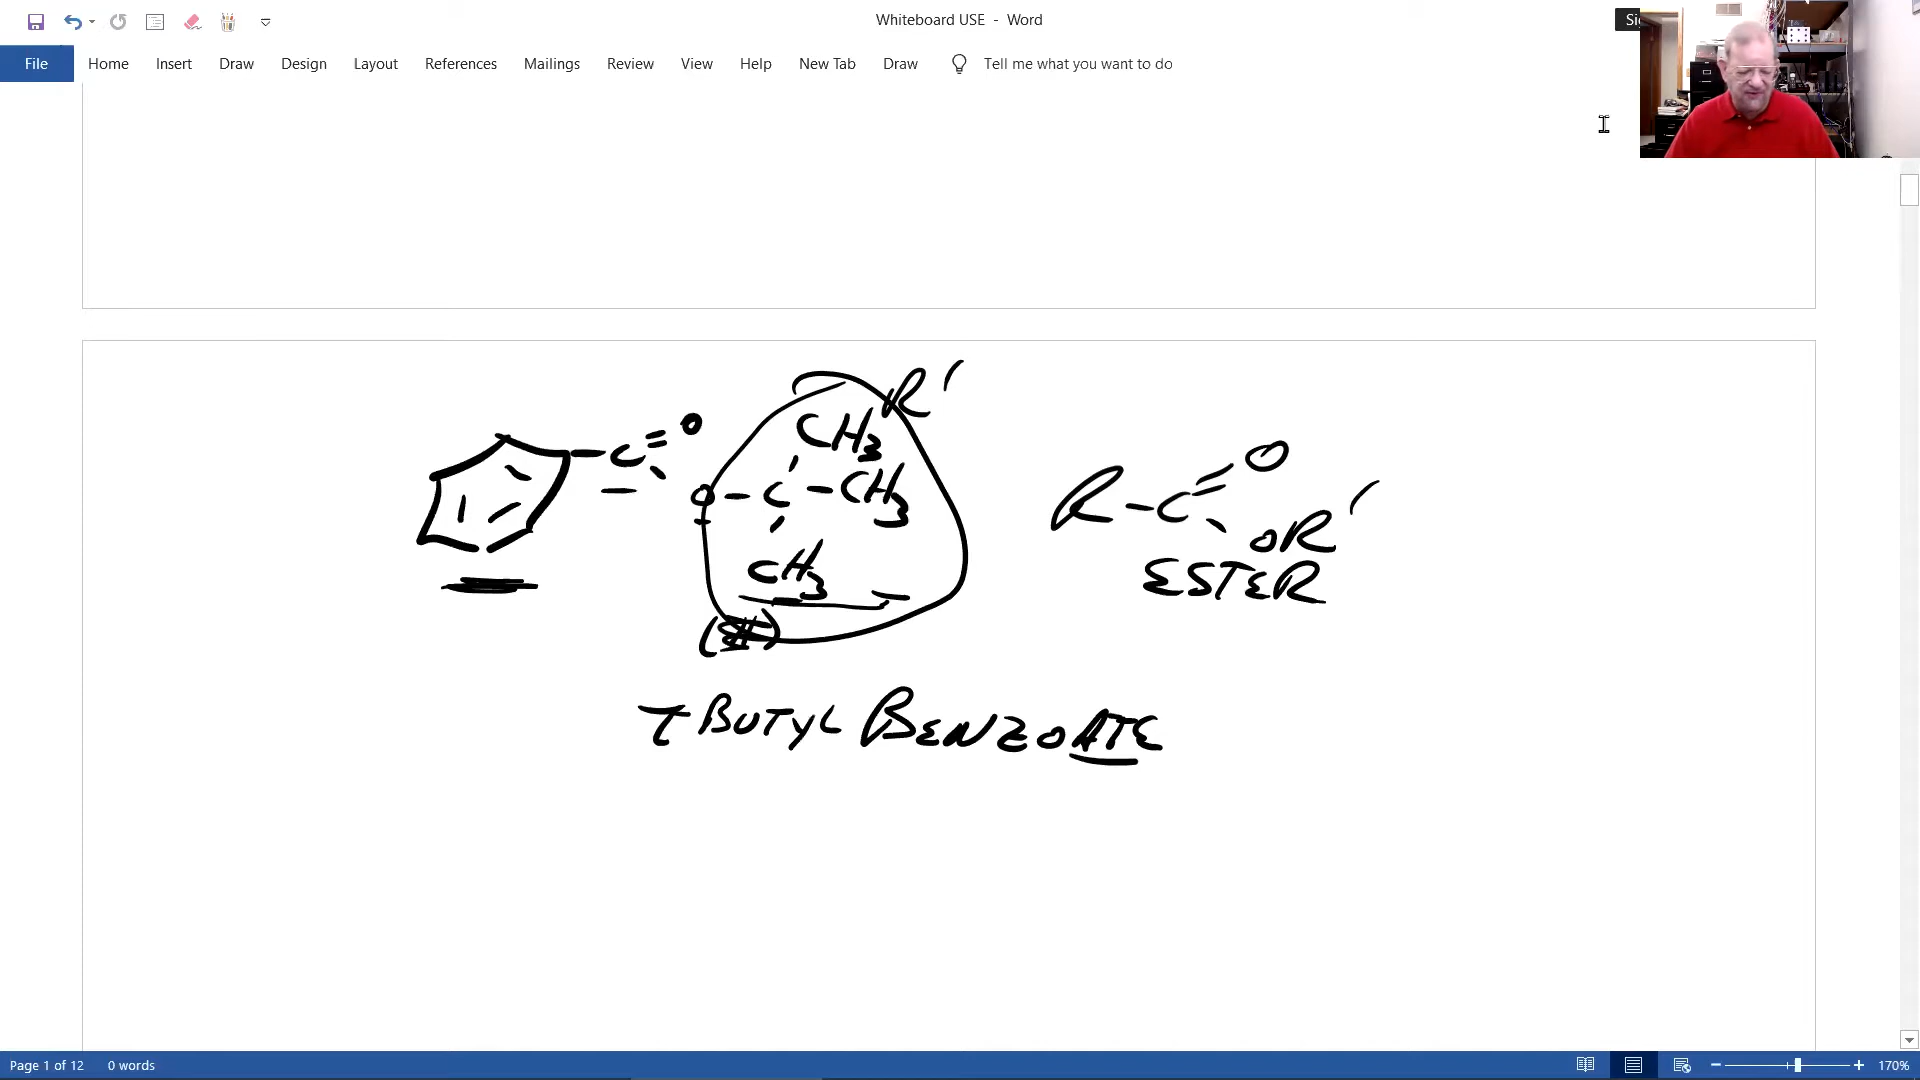 Whiteboard USE - Word
File Home Insert Draw Design Layout References Mailings Review View Help New Tab Draw Tell me what you want to do
CH3 R'
C=O
O-C-CH3
CH3
(H)
R-C=O
OR'
ESTER
T BUTYL BENZOATE
Page 1 of 12 0 words
170%